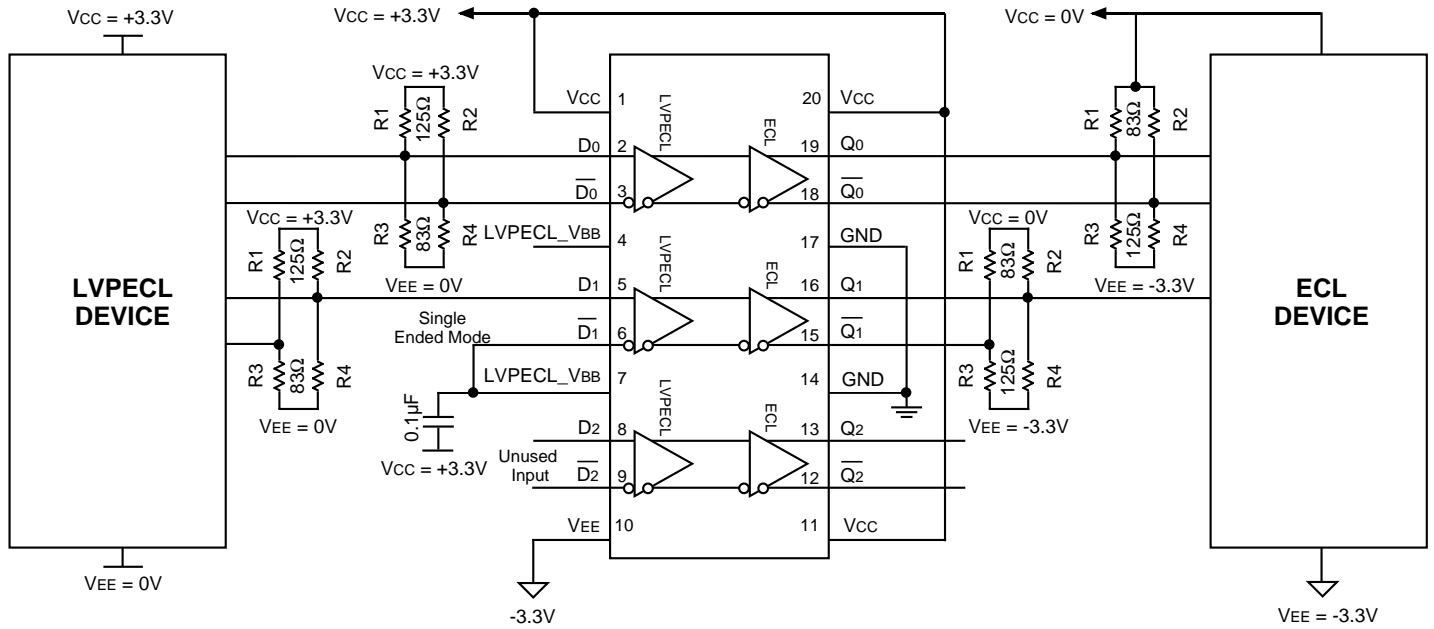 VCC = +3.3V
LVPECL DEVICE
VEE = 0V
VCC = +3.3V
R1
125Ω
R2
R3
83Ω
R4
VEE = 0V
VCC = +3.3V
R1
125Ω
R2
R3
83Ω
R4
VEE = 0V
VCC = +3.3V
VCC 1
D0 2
D0 3
LVPECL_VBB 4
D1 5
Single
Ended Mode
D1 6
LVPECL_VBB 7
0.1µF
VCC = +3.3V
D2 8
Unused
Input
D2 9
VEE 10
-3.3V
LVPECL
ECL
LVPECL
ECL
LVPECL
ECL
20 VCC
19 Q0
18 Q0
17 GND
16 Q1
15 Q1
14 GND
13 Q2
12 Q2
11 VCC
VCC = 0V
R1
83Ω
R2
R3
125Ω
R4
VEE = -3.3V
VCC = 0V
R1
83Ω
R2
R3
125Ω
R4
VEE = -3.3V
ECL
DEVICE
VEE = -3.3V